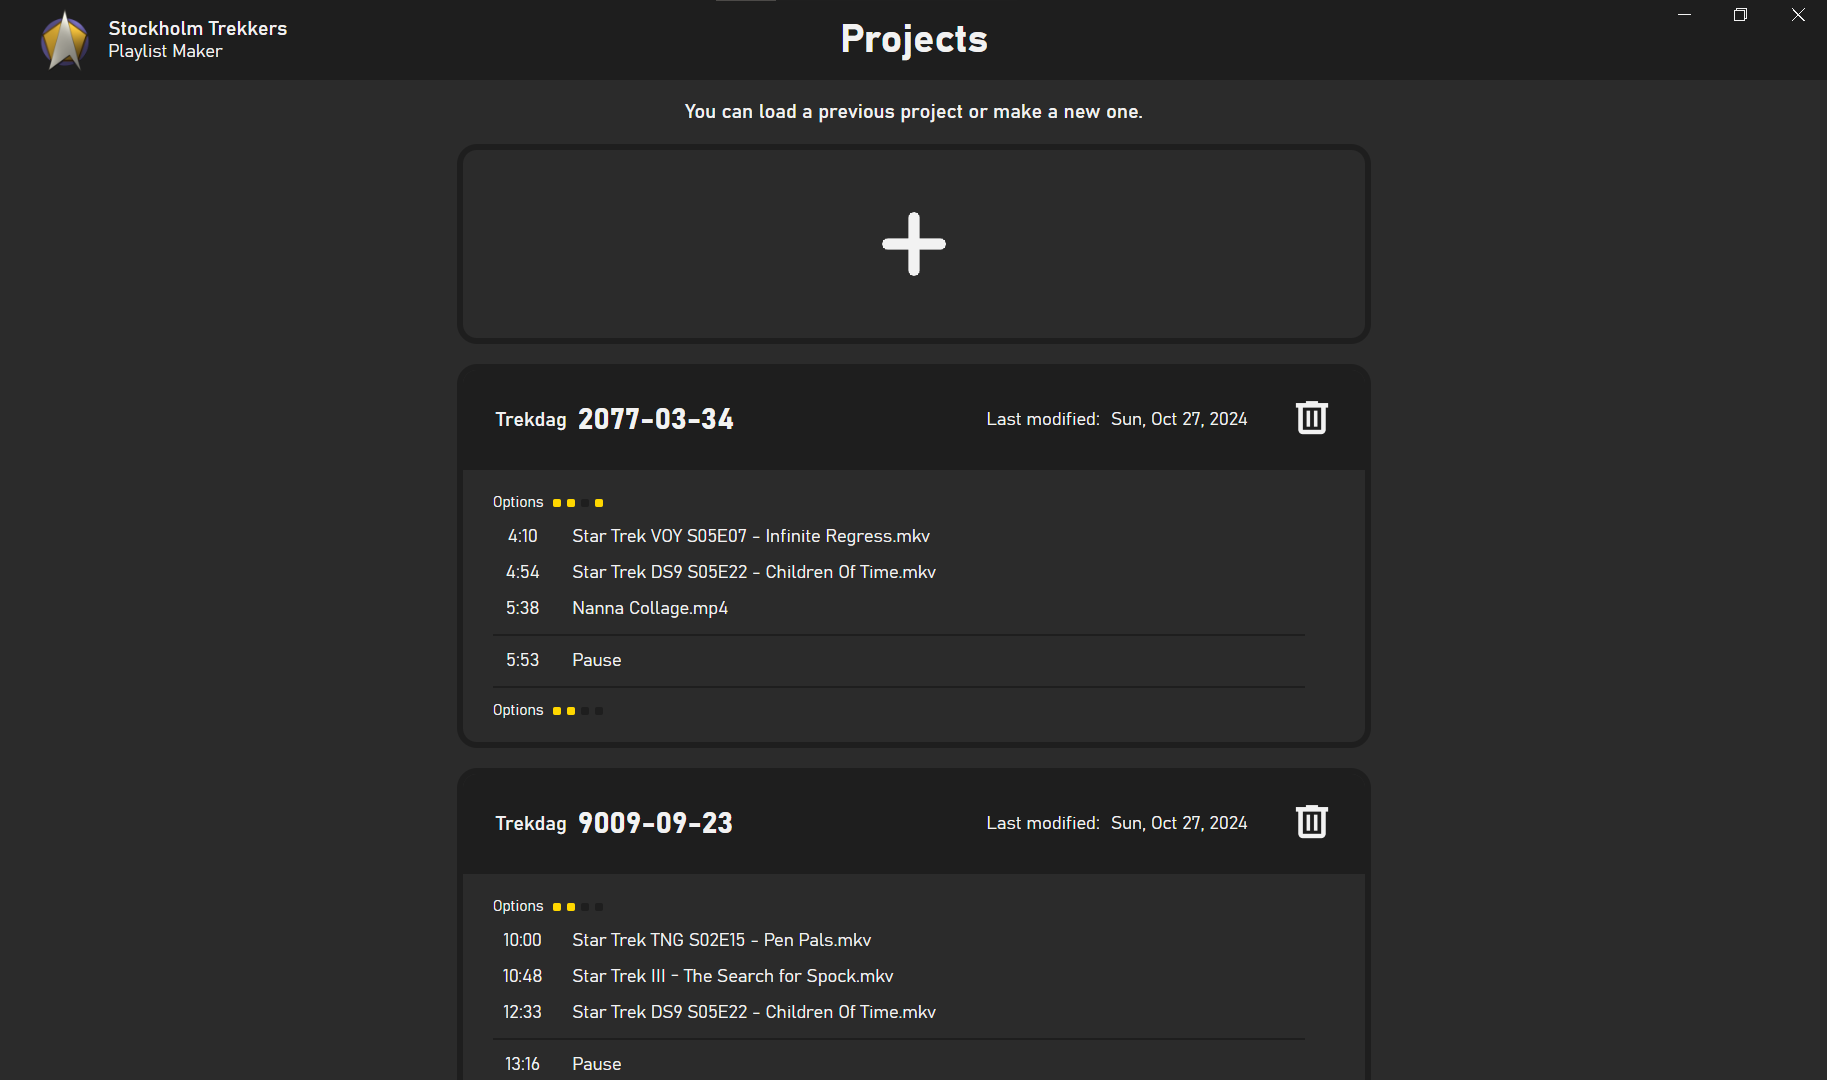 Stockholm Trekkers
Playlist Maker
Projects
You can load a previous project or make a new one.
Trekdag 2077-03-34 Last modified: Sun, Oct 27, 2024
Options
4:10 Star Trek VOY S05E07 - Infinite Regress.mkv
4:54 Star Trek DS9 S05E22 - Children Of Time.mkv
5:38 Nanna Collage.mp4
5:53 Pause
Options
Trekdag 9009-09-23 Last modified: Sun, Oct 27, 2024
Options
10:00 Star Trek TNG S02E15 - Pen Pals.mkv
10:48 Star Trek III - The Search for Spock.mkv
12:33 Star Trek DS9 S05E22 - Children Of Time.mkv
13:16 Pause